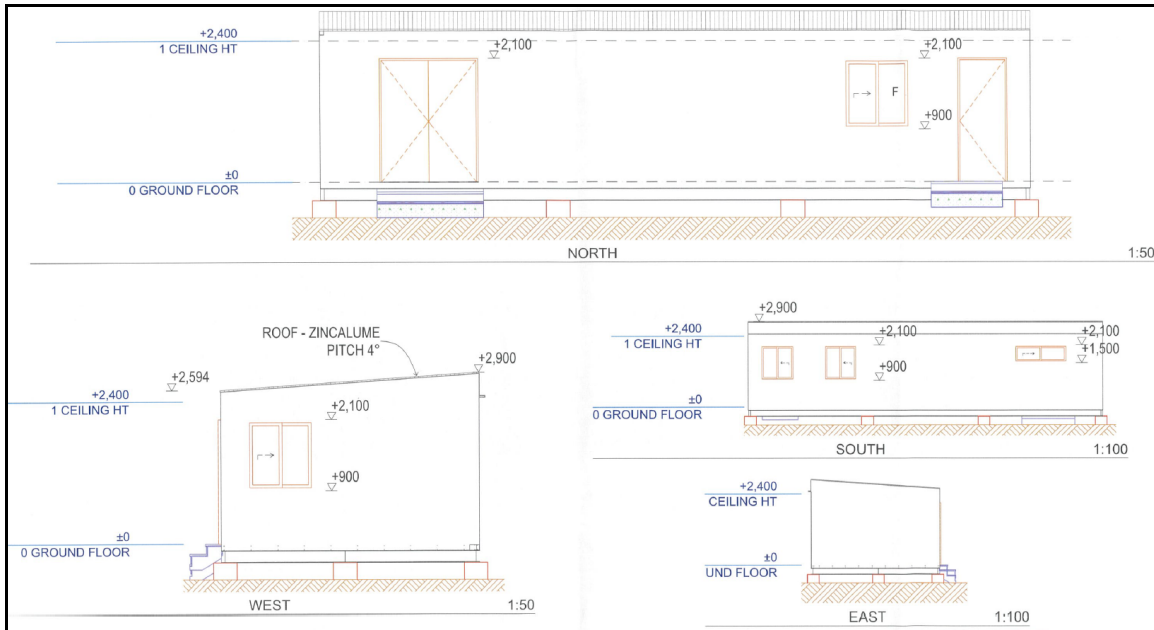 +2,400
1 CEILING HT
+2,100
+2,100
F
+900
±0
0 GROUND FLOOR
NORTH
1:50
ROOF - ZINCALUME
PITCH 4°
+2,594
+2,900
+2,400
1 CEILING HT
+2,100
+900
±0
0 GROUND FLOOR
WEST
1:50
+2,900
+2,400
1 CEILING HT
+2,100
+2,100
+1,500
+900
±0
0 GROUND FLOOR
SOUTH
1:100
+2,400
CEILING HT
±0
UND FLOOR
EAST
1:100